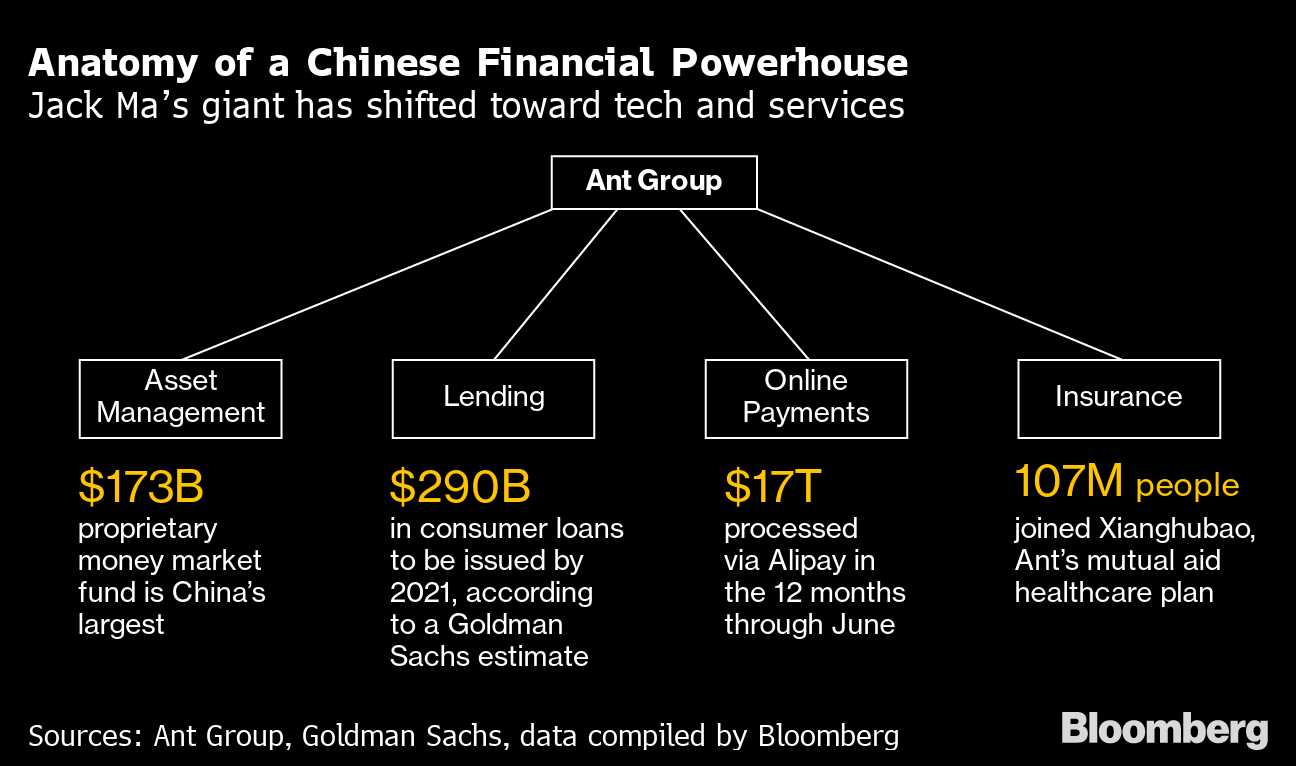 Anatomy of a Chinese Financial Powerhouse
Jack Ma’s giant has shifted toward tech and services
Ant Group
Asset
Management
$173B
proprietary
money market
fund is China’s
largest
Lending
$290B
in consumer loans
to be issued by
2021, according
to a Goldman
Sachs estimate
Online
Payments
$17T
processed
via Alipay in
the 12 months
through June
Insurance
107M people
joined Xianghubao,
Ant’s mutual aid
healthcare plan
Sources: Ant Group, Goldman Sachs, data compiled by Bloomberg
Bloomberg